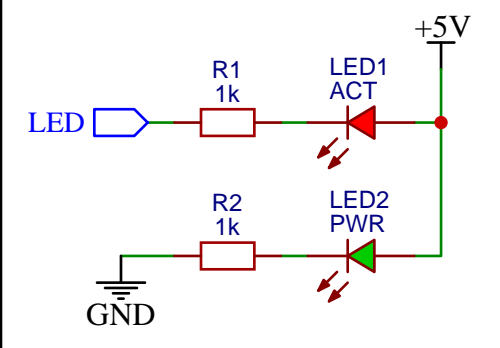 +5V
R1
1k
LED1
ACT
LED
R2
1k
LED2
PWR
GND